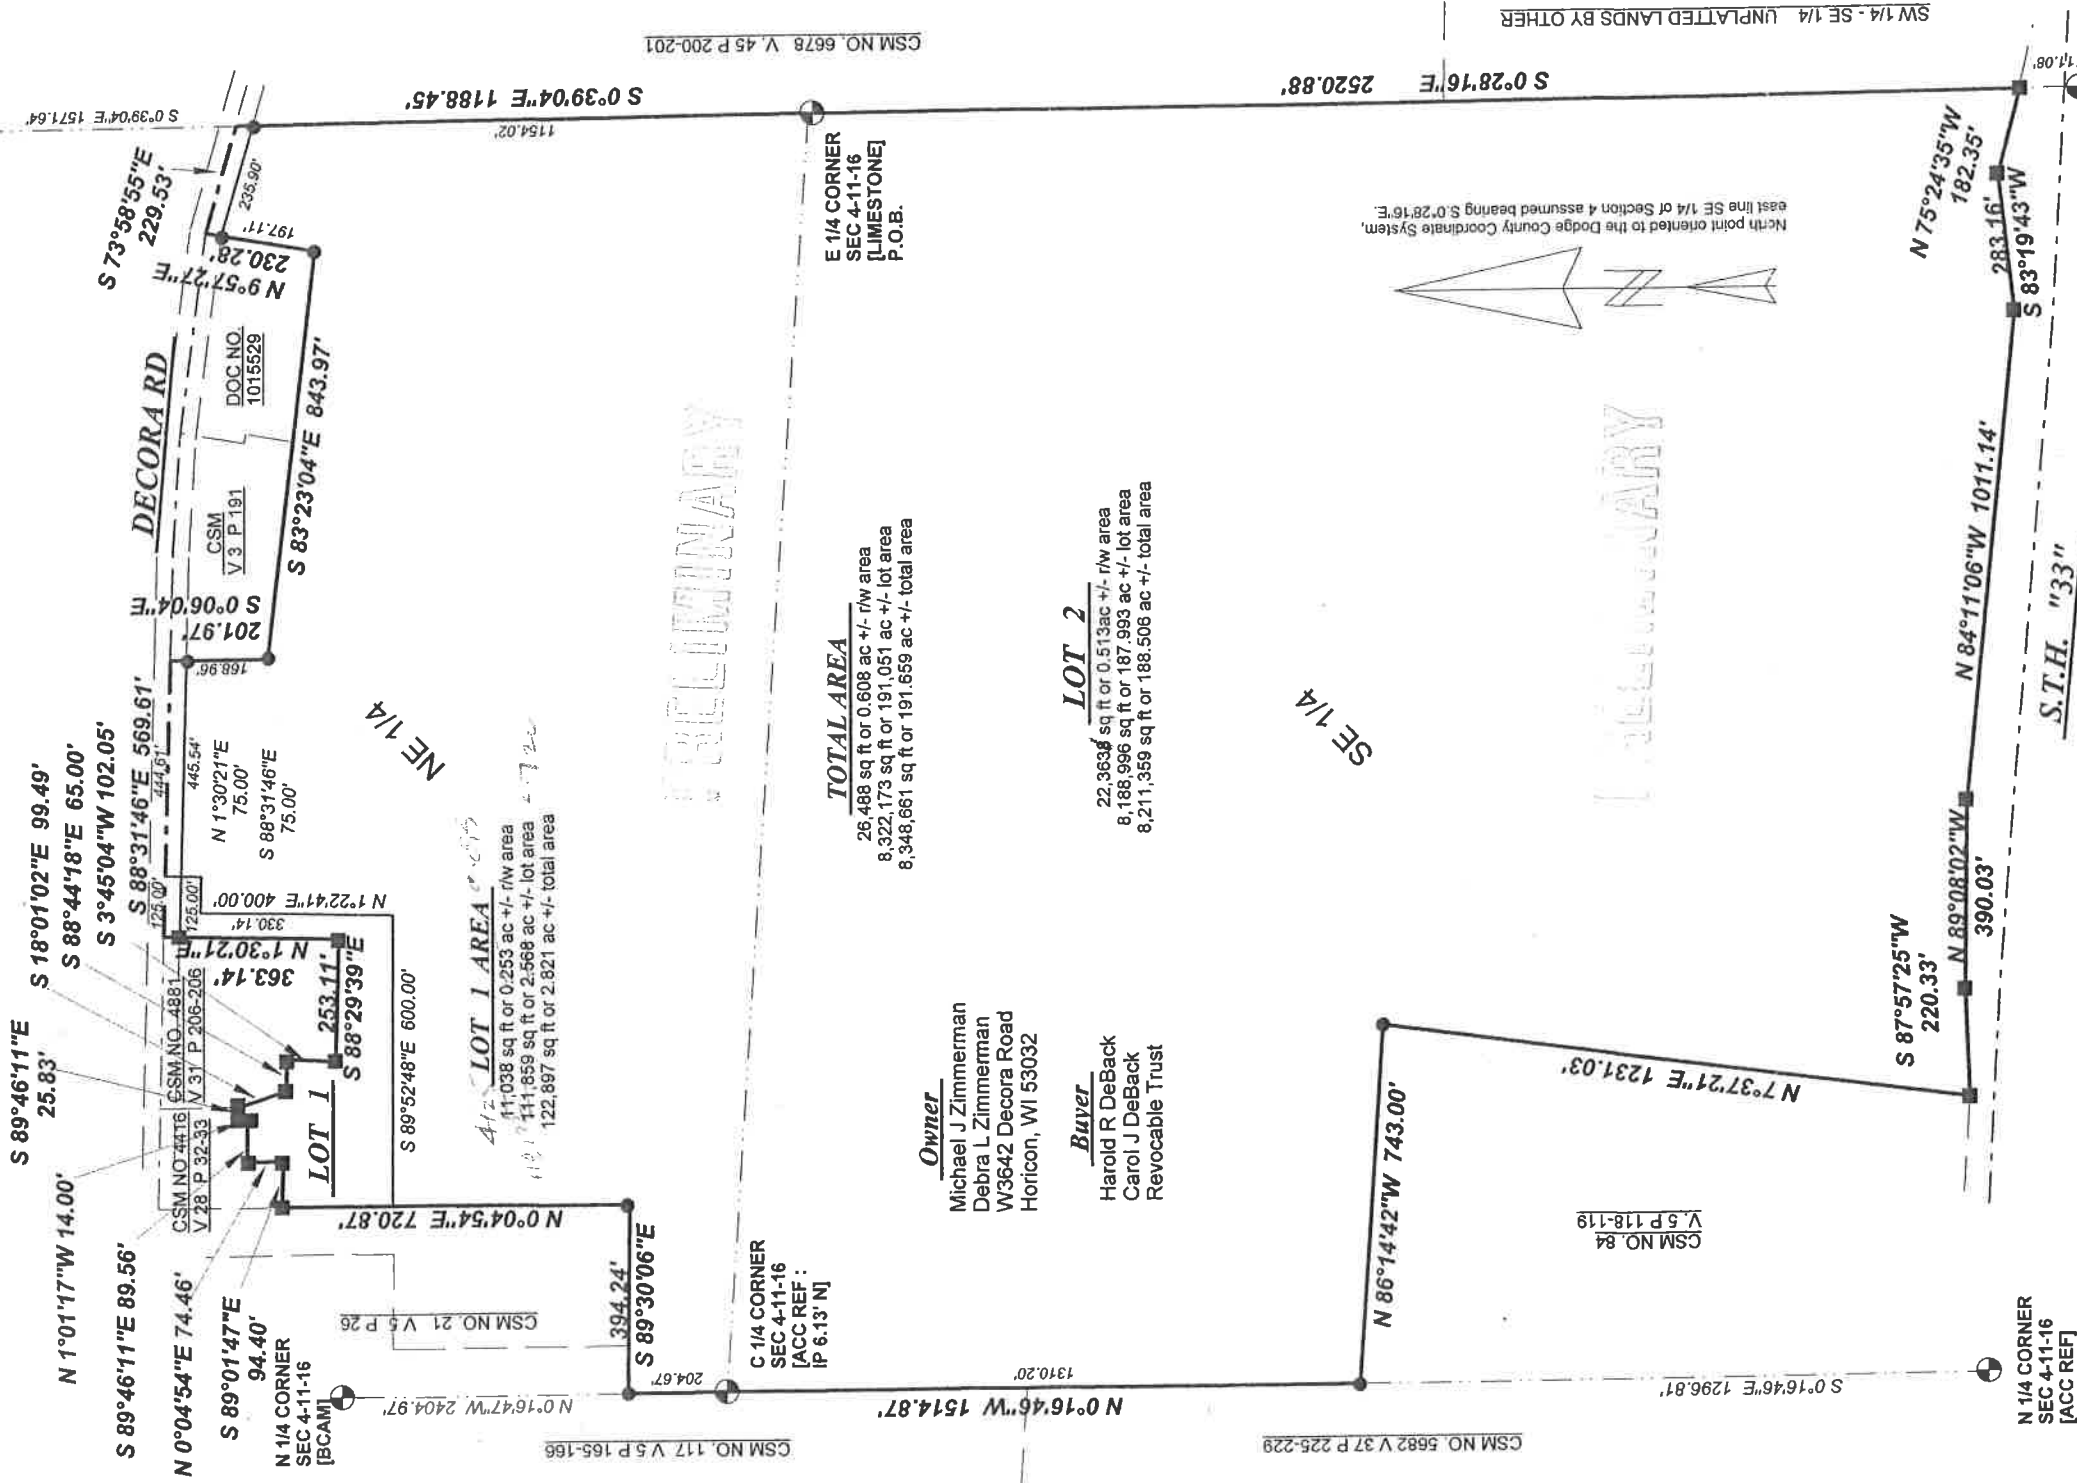 S 0°39'04"E 1571.64'
CSM NO. 6678 V. 45 P 200-201
S 0°39'04"E 1188.45'
1154.02'
S 73°58'55"E
229.53'
235.90'
197.11'
N 9°57'27"E
230.28'
DECORA RD
DOC NO.
1015529
CSM
V 3 P 191
S 83°23'04"E 843.97'
S 0°06'04"E
201.97'
168.96'
S 88°31'46"E 569.61'
444.61'
445.54'
125.00'
125.00'
N 1°30'21"E
75.00'
S 88°31'46"E
75.00'
S 89°46'11"E
25.83'
S 18°01'02"E 99.49'
S 88°44'18"E 65.00'
S 3°45'04"W 102.05'
N 1°22'41"E 400.00'
330.14'
N 1°30'21"E
363.14'
CSM NO. 4881
V 31 P 206-206
CSM NO 4416
V 28 P 32-33
253.11'
S 88°29'39"E
LOT 1
S 89°52'48"E 600.00'
N 1°01'17"W 14.00'
S 89°46'11"E 89.56'
N 0°04'54"E 74.46'
S 89°01'47"E
94.40'
N 1/4 CORNER
SEC 4-11-16
[BCAM]
N 0°04'54"E 720.87'
CSM NO. 21 V 5 P 26
394.24'
S 89°30'06"E
N 0°16'47"W 2404.97'
CSM NO. 117 V 5 P 165-166
204.67'
C 1/4 CORNER
SEC 4-11-16
[ACC REF :
IP 6.13' N]
N 0°16'46"W 1514.87'
1310.20'
NE 1/4
LOT 1 AREA
11,038 sq ft or 0.253 ac +/- r/w area
111,859 sq ft or 2.568 ac +/- lot area
122,897 sq ft or 2.821 ac +/- total area
PRELIMINARY
E 1/4 CORNER
SEC 4-11-16
[LIMESTONE]
P.O.B.
TOTAL AREA
26,488 sq ft or 0.608 ac +/- r/w area
8,322,173 sq ft or 191.051 ac +/- lot area
8,348,661 sq ft or 191.659 ac +/- total area
LOT 2
22,3638 sq ft or 0.513ac +/- r/w area
8,188,996 sq ft or 187.993 ac +/- lot area
8,211,359 sq ft or 188.506 ac +/- total area
Owner
Michael J Zimmerman
Debra L Zimmerman
W3642 Decora Road
Horicon, WI 53032
Buyer
Harold R DeBack
Carol J DeBack
Revocable Trust
SE 1/4
PRELIMINARY
North point oriented to the Dodge County Coordinate System,
east line SE 1/4 of Section 4 assumed bearing S.0°28'16"E.
S 0°28'16"E 2520.88'
SW 1/4 - SE 1/4 UNPLATTED LANDS BY OTHER
N 75°24'35"W
182.35'
283.16'
S 83°19'43"W
N 84°11'06"W 1011.14'
N 89°08'02"W
390.03'
S 87°57'25"W
220.33'
S.T.H. "33"
N 7°37'21"E 1231.03'
N 86°14'42"W 743.00'
CSM NO. 84
V. 5 P 118-119
S 0°16'46"E 1296.81'
CSM NO. 5682 V 37 P 225-229
N 1/4 CORNER
SEC 4-11-16
[ACC REF]